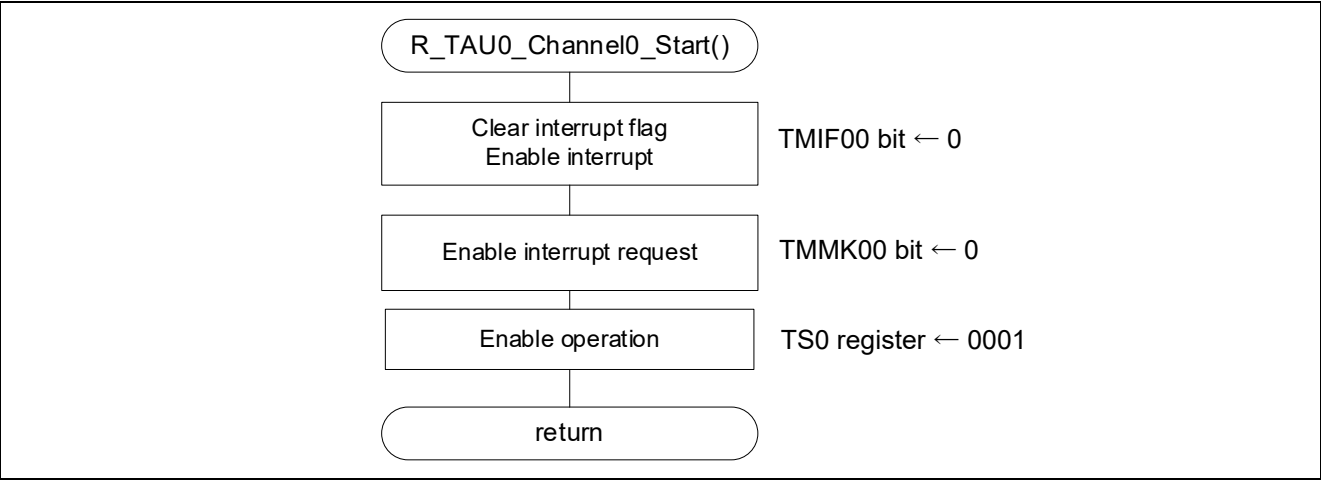 R_TAU0_Channel0_Start()
Clear interrupt flag
Enable interrupt
TMIF00 bit ← 0
Enable interrupt request
TMMK00 bit ← 0
Enable operation
TS0 register ← 0001
return